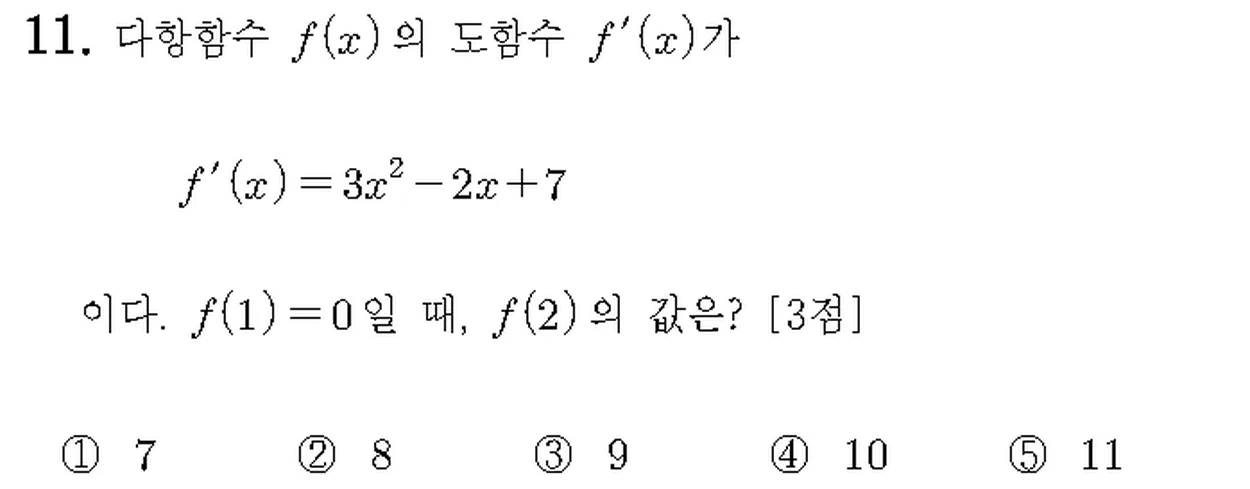 11. 다항함수 f(x)의 도함수 f′(x)가
f′(x)=3x²−2x+7
이다. f(1)=0일 때, f(2)의 값은? [3점]
① 7 ② 8 ③ 9 ④ 10 ⑤ 11